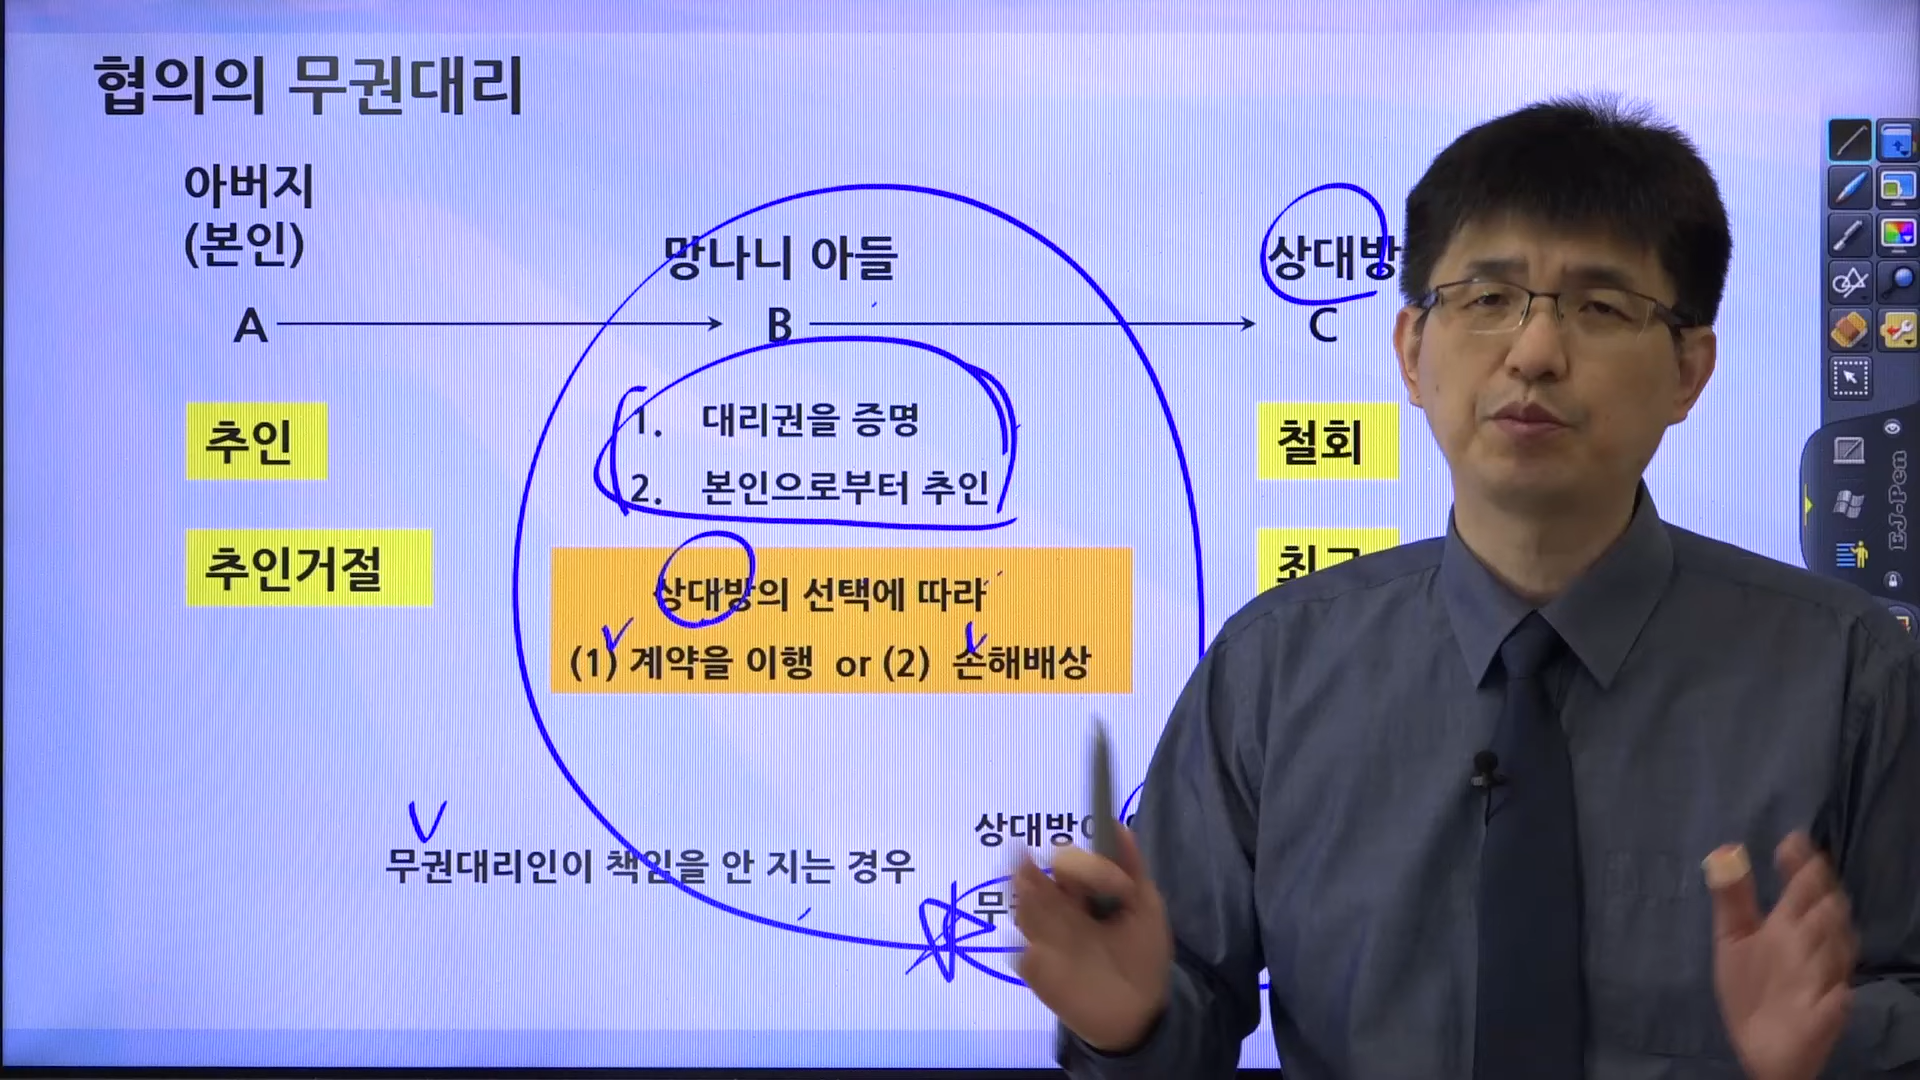 협의의 무권대리
아버지
(본인)
망나니 아들
상대방
A
B
C
추인
1. 대리권을 증명
철회
2. 본인으로부터 추인
추인거절
상대방의 선택에 따라
(1) 계약을 이행 or (2) 손해배상
무권대리인이 책임을 안 지는 경우
EJ-Pen